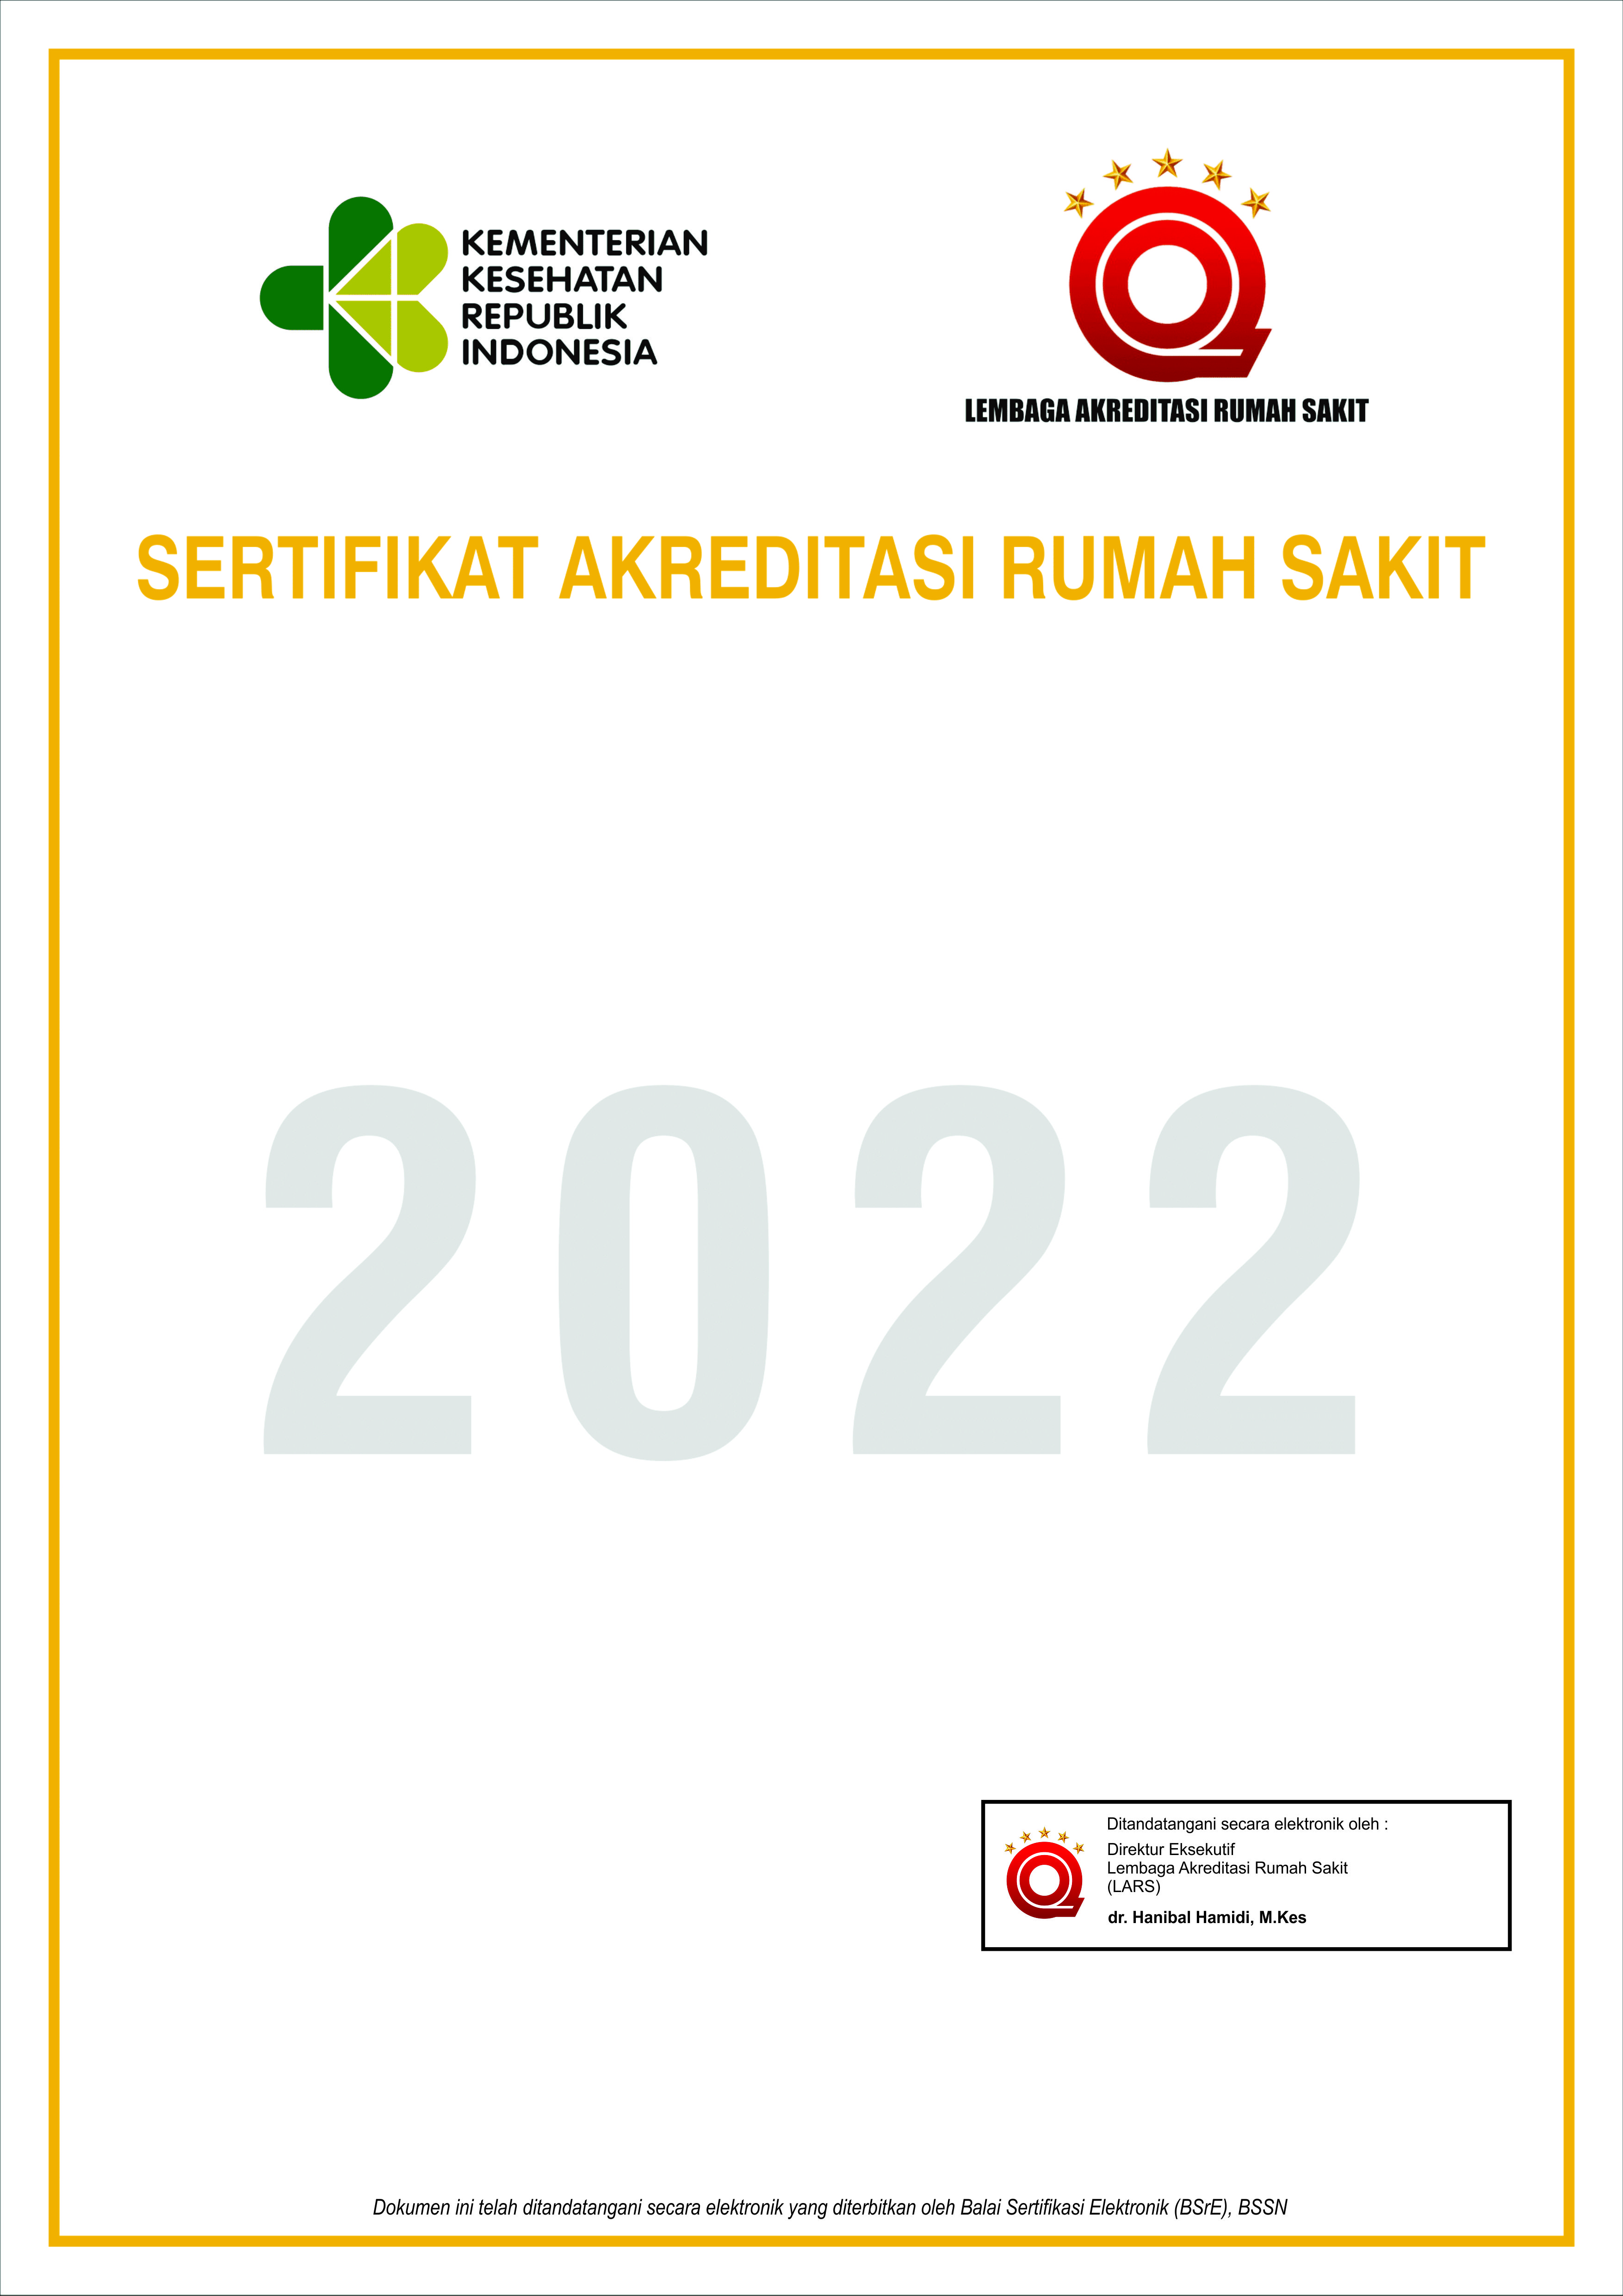 KEMENTERIAN
KESEHATAN
REPUBLIK
INDONESIA
LEMBAGA AKREDITASI RUMAH SAKIT
SERTIFIKAT AKREDITASI RUMAH SAKIT
2022
Ditandatangani secara elektronik oleh :
Direktur Eksekutif
Lembaga Akreditasi Rumah Sakit
(LARS)
dr. Hanibal Hamidi, M.Kes
Dokumen ini telah ditandatangani secara elektronik yang diterbitkan oleh Balai Sertifikasi Elektronik (BSrE), BSSN